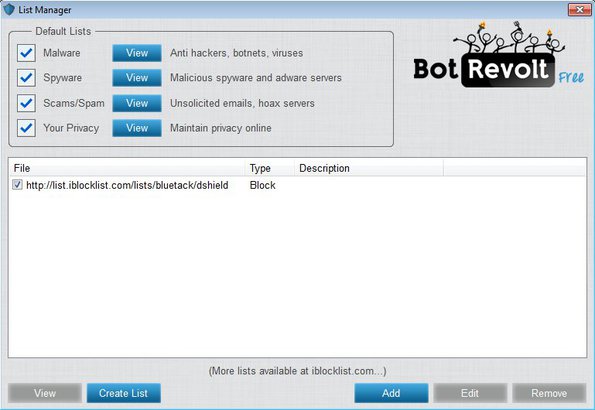 List Manager
Default Lists
Malware View Anti hackers, botnets, viruses
Spyware View Malicious spyware and adware servers
Scams/Spam View Unsolicited emails, hoax servers
Your Privacy View Maintain privacy online
Bot Revolt Free
File Type Description
http://list.iblocklist.com/lists/bluetack/dshield Block
(More lists available at iblocklist.com...)
View Create List Add Edit Remove